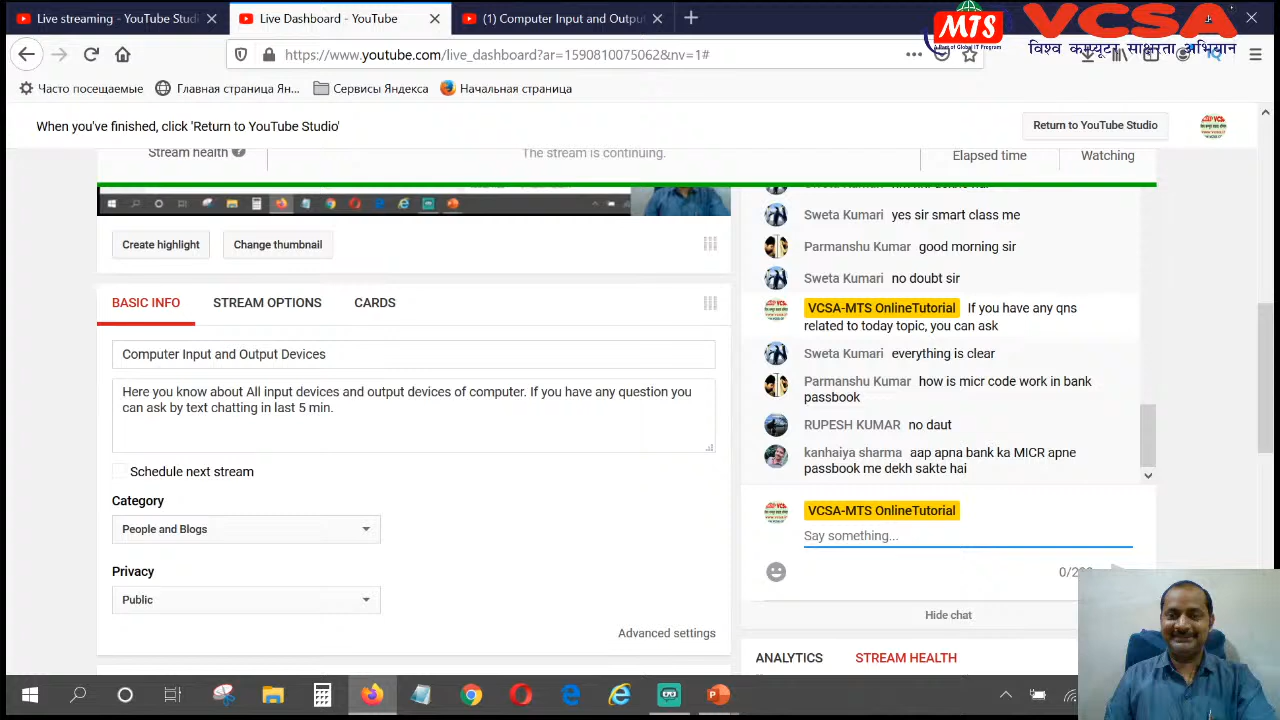 Live streaming - YouTube Studi
Live Dashboard - YouTube
(1) Computer Input and Outpu
MTS
A Part of Global IT Program
VCSA
विश्व कम्प्यूटर साक्षरता अभियान
https://www.youtube.com/live_dashboard?ar=1590810075062&nv=1#
Часто посещаемые
Главная страница Ян...
Сервисы Яндекса
Начальная страница
When you've finished, click 'Return to YouTube Studio'
Return to YouTube Studio
Stream health
The stream is continuing.
Elapsed time
Watching
Create highlight
Change thumbnail
BASIC INFO
STREAM OPTIONS
CARDS
Computer Input and Output Devices
Here you know about All input devices and output devices of computer. If you have any question you
can ask by text chatting in last 5 min.
Schedule next stream
Category
People and Blogs
Privacy
Public
Advanced settings
Sweta Kumari
Sweta Kumari yes sir smart class me
Parmanshu Kumar good morning sir
Sweta Kumari no doubt sir
VCSA-MTS OnlineTutorial If you have any qns
related to today topic, you can ask
Sweta Kumari everything is clear
Parmanshu Kumar how is micr code work in bank
passbook
RUPESH KUMAR no daut
kanhaiya sharma aap apna bank ka MICR apne
passbook me dekh sakte hai
VCSA-MTS OnlineTutorial
Say something...
Hide chat
ANALYTICS
STREAM HEALTH